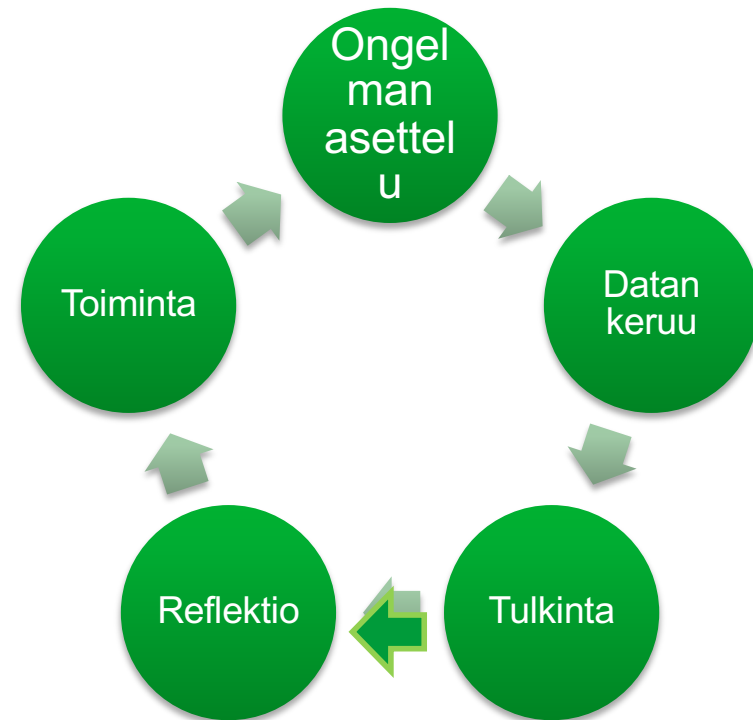 Ongel
man
asettel
u
Datan
keruu
Tulkinta
Reflektio
Toiminta